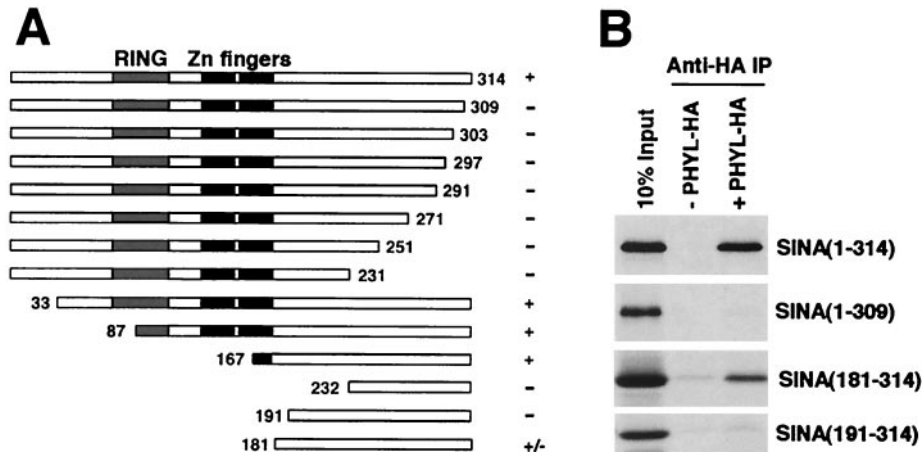 A
RING Zn fingers
314 +
309 -
303 -
297 -
291 -
271 -
251 -
231 -
33 +
87 +
167 +
232 -
191 -
181 +/-
B
Anti-HA IP
10% Input
- PHYL-HA
+ PHYL-HA
SINA(1-314)
SINA(1-309)
SINA(181-314)
SINA(191-314)